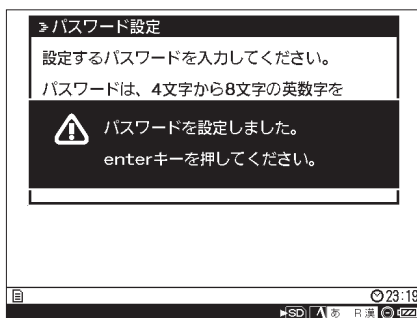 パスワード設定
設定するパスワードを入力してください。
パスワードは、4文字から8文字の英数字を
パスワードを設定しました。
enterキーを押してください。
23:19
SD あ R漢